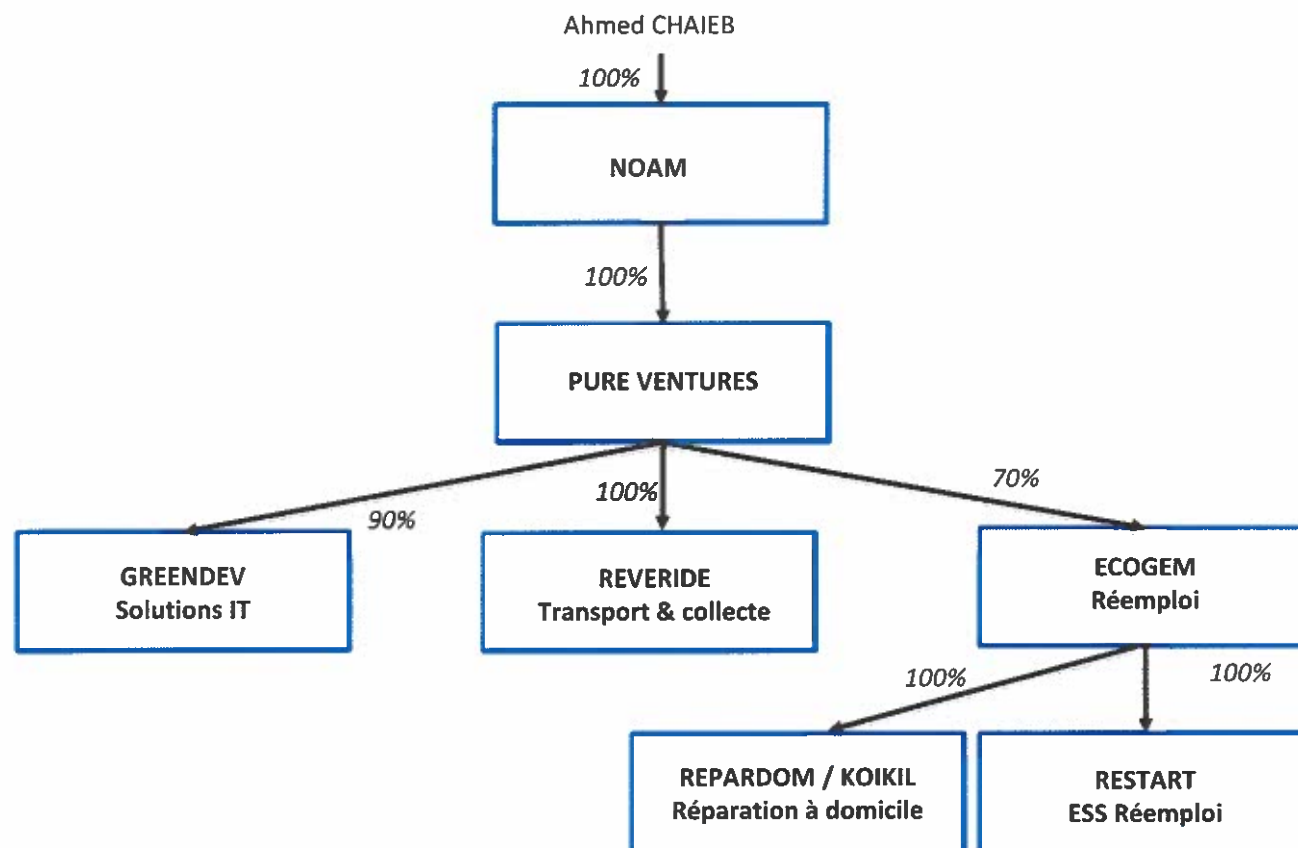 Ahmed CHAIEB
100%
NOAM
100%
PURE VENTURES
90%
100%
70%
GREENDEV
Solutions IT
REVERIDE
Transport & collecte
ECOGEM
Réemploi
100%
100%
REPARDOM / KOIKIL
Réparation à domicile
RESTART
ESS Réemploi